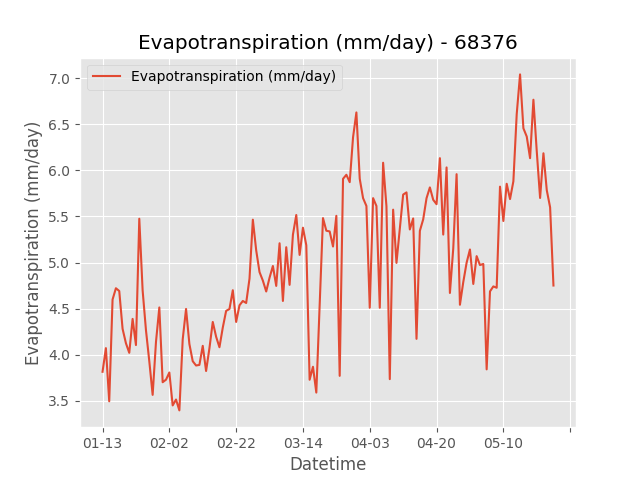 Evapotranspiration (mm/day) - 68376
Evapotranspiration (mm/day)
Evapotranspiration (mm/day)
7.0
6.5
6.0
5.5
5.0
4.5
4.0
3.5
01-13 02-02 02-22 03-14 04-03 04-20 05-10
Datetime